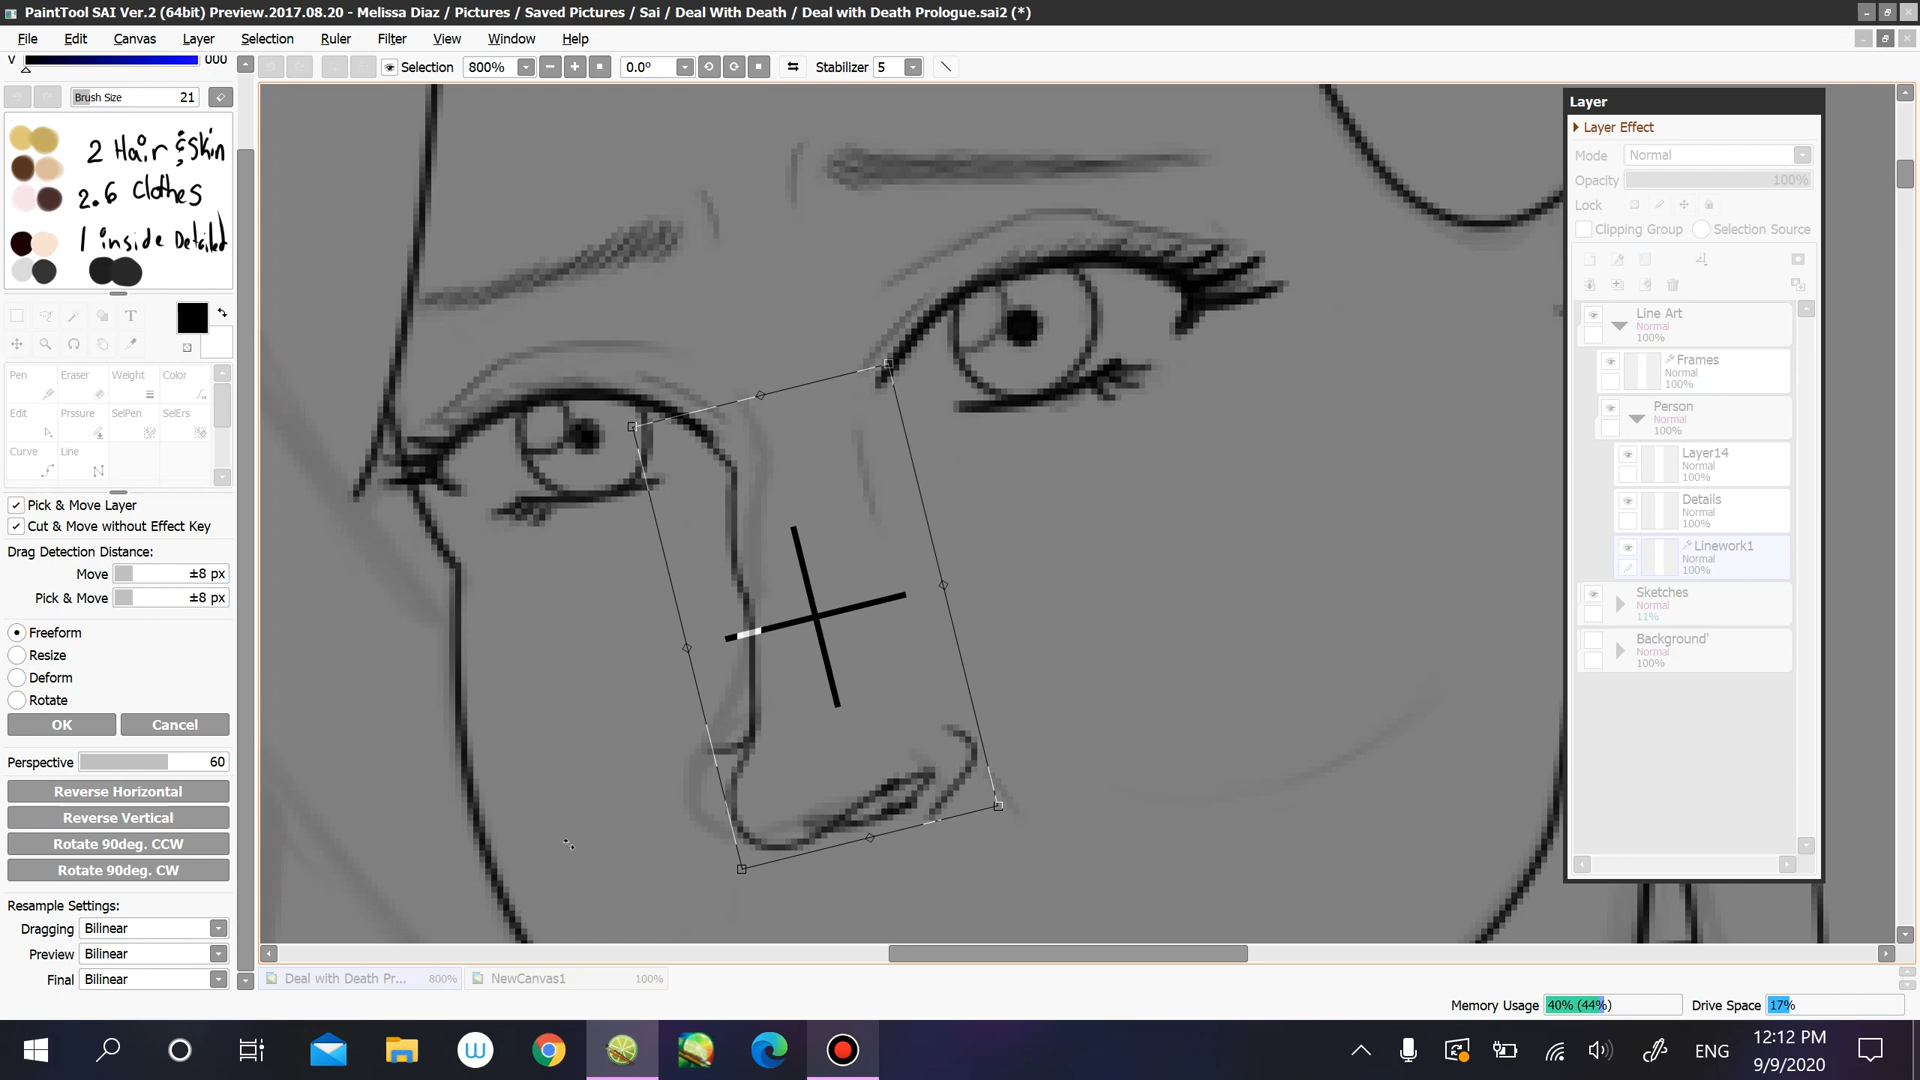 PaintTool SAI Ver.2 (64bit) Preview.2017.08.20 - Melissa Diaz / Pictures / Saved Pictures / Sai / Deal With Death / Deal with Death Prologue.sai2 (*)
File Edit Canvas Layer Selection Ruler Filter View Window Help
V 000
Selection 800% 0.0º Stabilizer 5
Brush Size 21
2 Hair & Skin
2.6 Clothes
1 inside Detailed
T
Pen Eraser Weight Color
Edit Prssure SelPen SelErs
Curve Line
Pick & Move Layer
Cut & Move without Effect Key
Drag Detection Distance:
Move ±8 px
Pick & Move ±8 px
Freeform
Resize
Deform
Rotate
OK Cancel
Perspective 60
Reverse Horizontal
Reverse Vertical
Rotate 90deg. CCW
Rotate 90deg. CW
Resample Settings:
Dragging Bilinear
Preview Bilinear
Final Bilinear
Layer
Layer Effect
Mode Normal
Opacity 100%
Lock
Clipping Group Selection Source
Line Art
Normal
100%
Frames
Normal
100%
Person
Normal
100%
Layer14
Normal
100%
Details
Normal
100%
Linework1
Normal
100%
Sketches
Normal
11%
Background'
Normal
100%
Deal with Death Pr... 800% NewCanvas1 100%
Memory Usage 40% (44%) Drive Space 17%
ENG
12:12 PM
9/9/2020